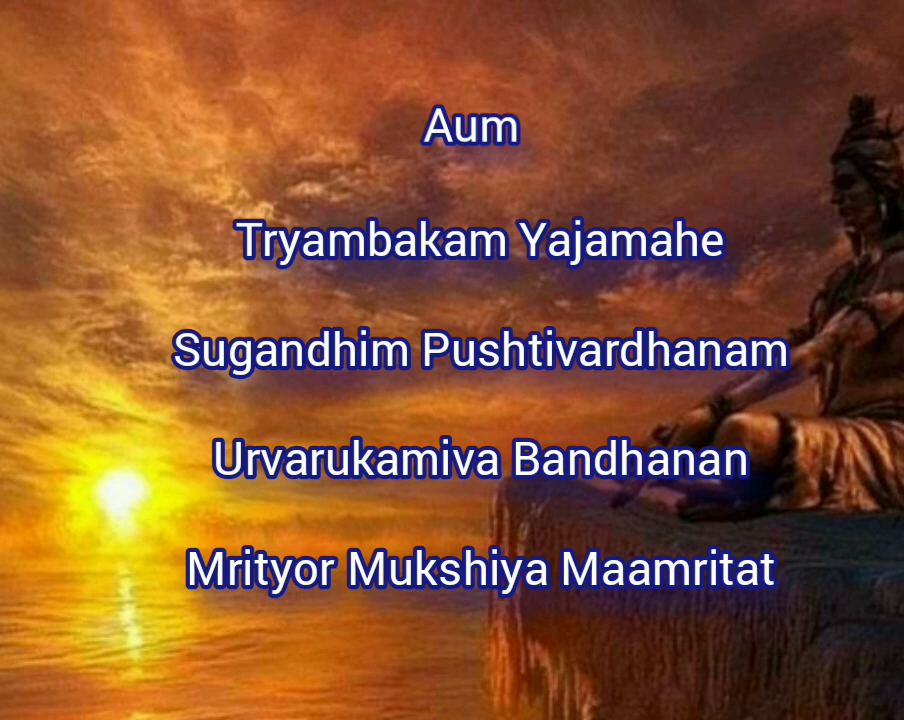 Aum
Tryambakam Yajamahe
Sugandhim Pushtivardhanam
Urvarukamiva Bandhanan
Mrityor Mukshiya Maamritat